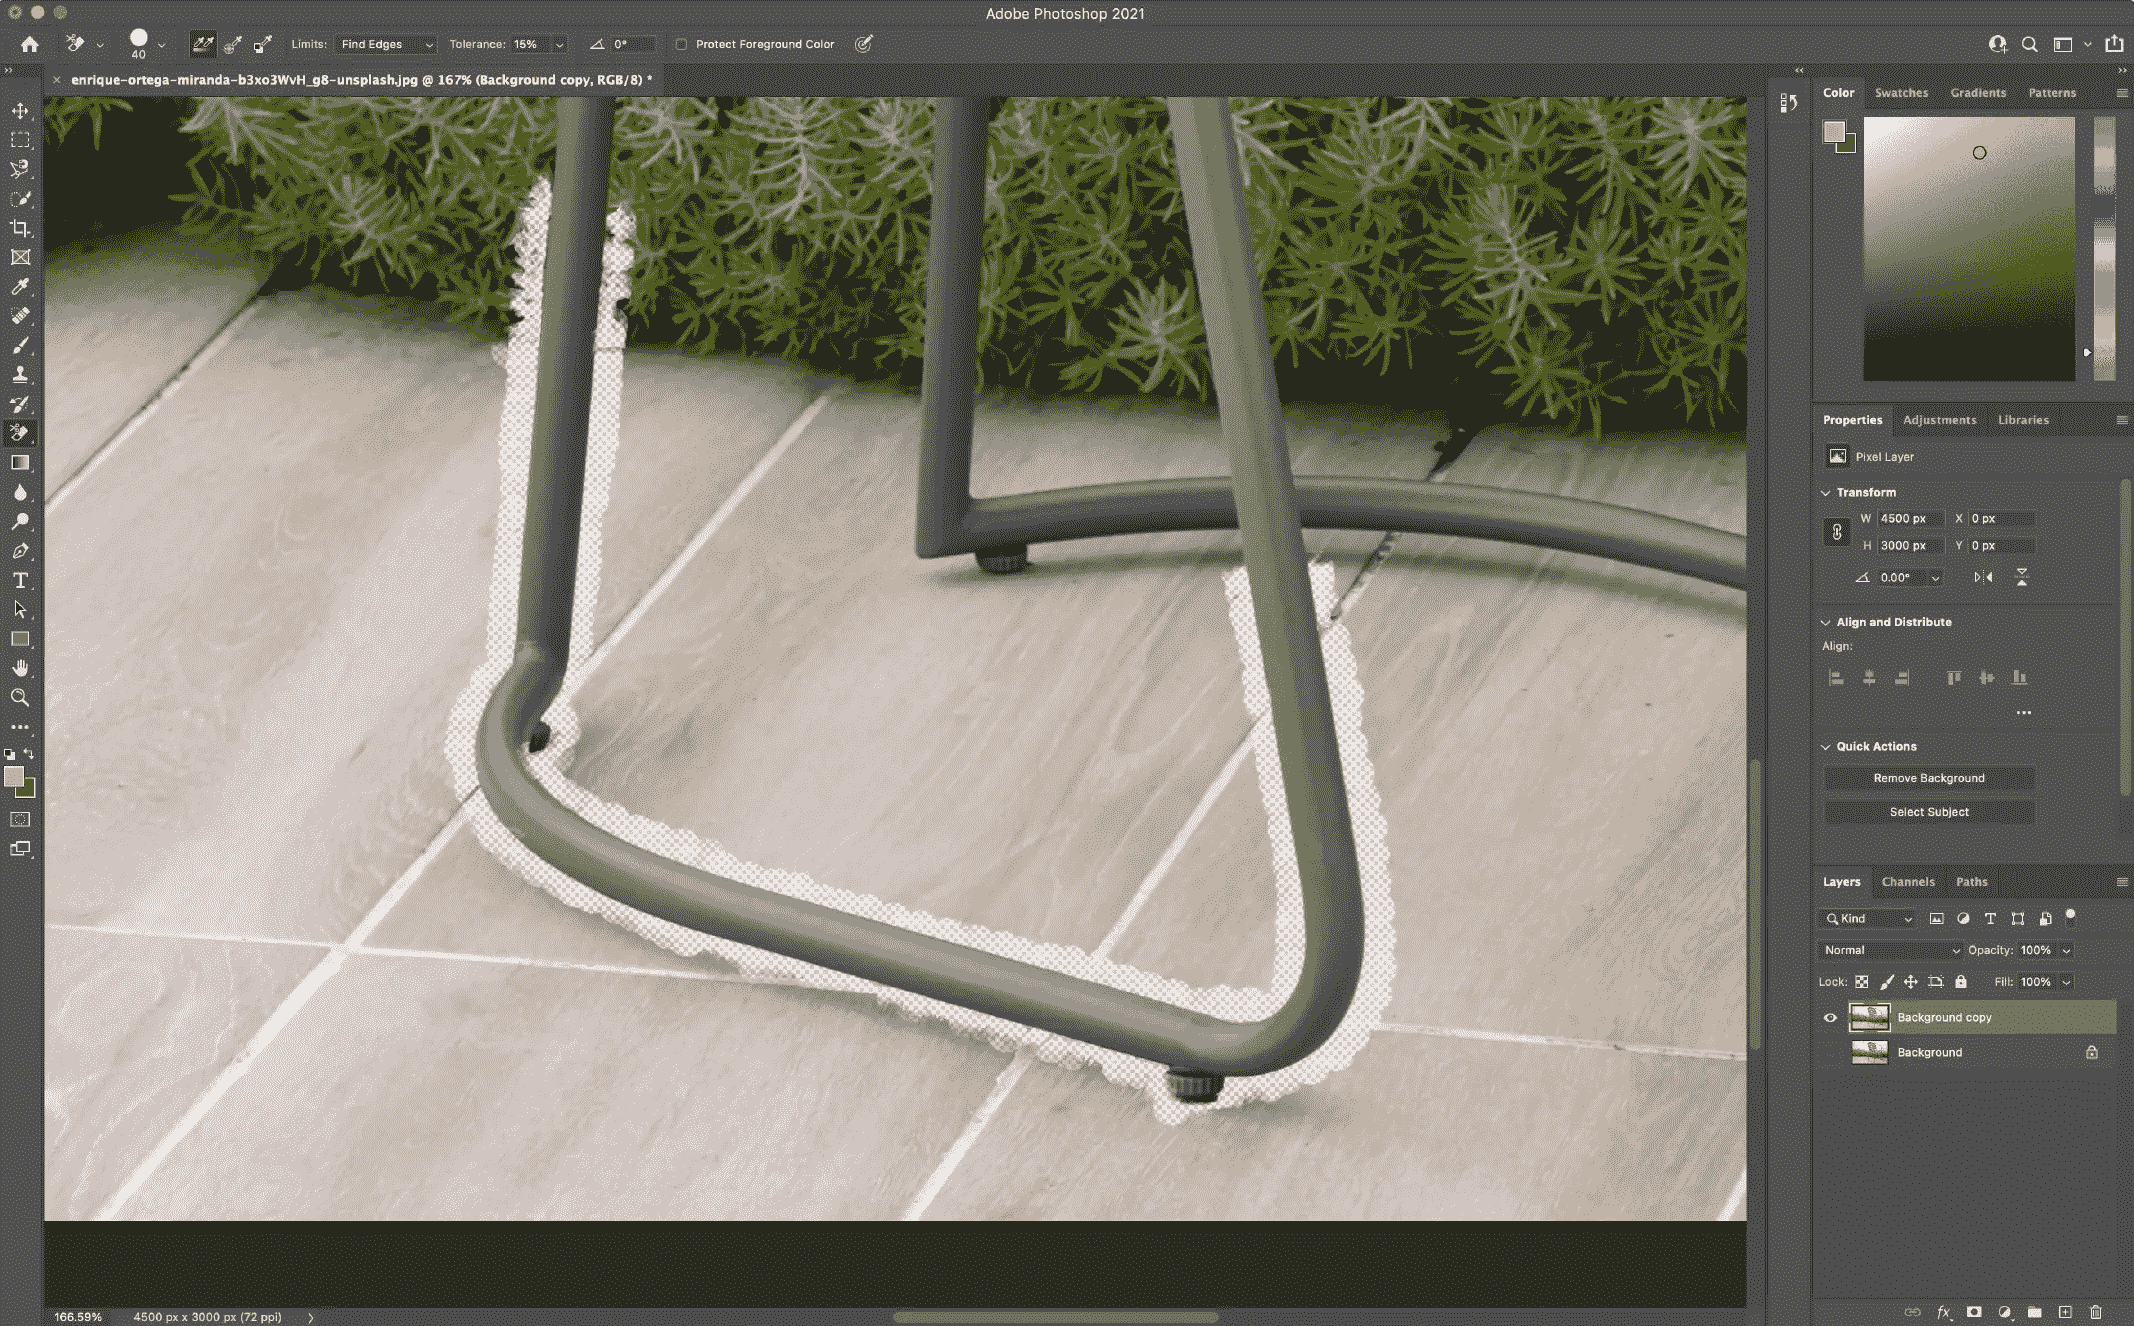 Adobe Photoshop 2021
40
Limits: Find Edges Tolerance: 15% 0° Protect Foreground Color
enrique-ortega-miranda-b3xo3WvH_g8-unsplash.jpg @ 167% (Background copy, RGB/8) *
Color Swatches Gradients Patterns
Properties Adjustments Libraries
Pixel Layer
Transform
W 4500 px X 0 px
H 3000 px Y 0 px
0.00°
Align and Distribute
Align:
Quick Actions
Remove Background
Select Subject
Layers Channels Paths
Kind
Normal Opacity: 100%
Lock: Fill: 100%
Background copy
Background
fx
166.59% 4500 px x 3000 px (72 ppi)